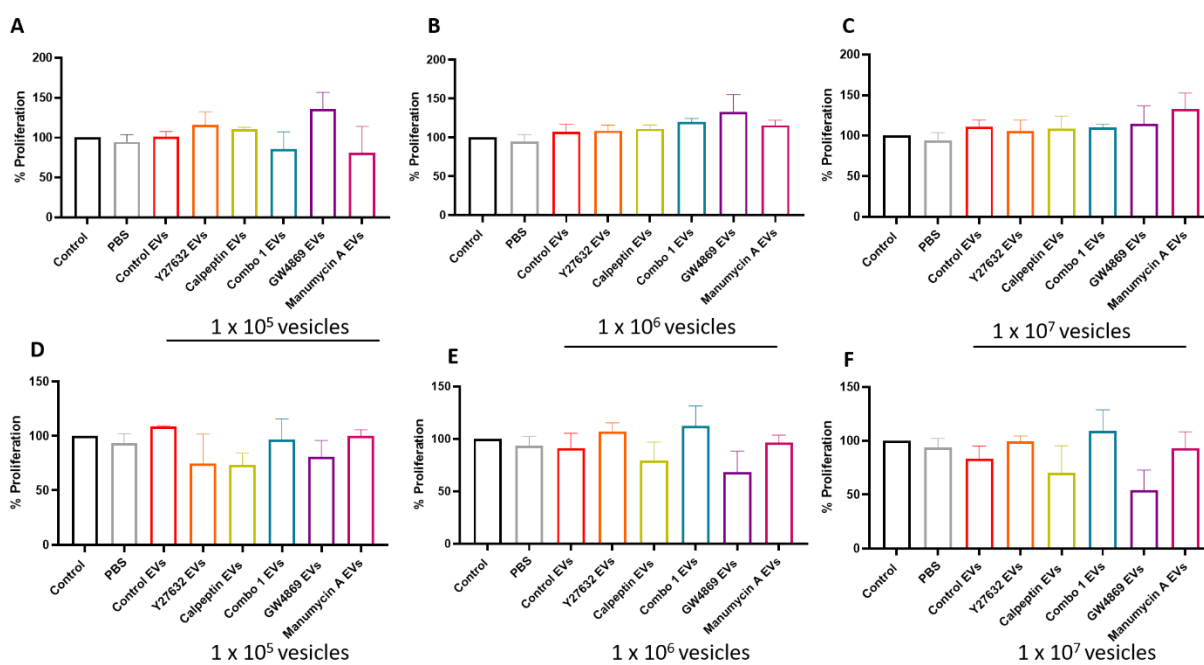 A
% Proliferation
200
150
100
50
0
Control
PBS
Control EVs
Y27632 EVs
Calpeptin EVs
Combo 1 EVs
GW4869 EVs
Manumycin A EVs
1 x 10⁵ vesicles
B
% Proliferation
200
150
100
50
0
Control
PBS
Control EVs
Y27632 EVs
Calpeptin EVs
Combo 1 EVs
GW4869 EVs
Manumycin A EVs
1 x 10⁶ vesicles
C
% Proliferation
200
150
100
50
0
Control
PBS
Control EVs
Y27632 EVs
Calpeptin EVs
Combo 1 EVs
GW4869 EVs
Manumycin A EVs
1 x 10⁷ vesicles
D
% Proliferation
150
100
50
0
Control
PBS
Control EVs
Y27632 EVs
Calpeptin EVs
Combo 1 EVs
GW4869 EVs
Manumycin A EVs
1 x 10⁵ vesicles
E
% Proliferation
150
100
50
0
Control
PBS
Control EVs
Y27632 EVs
Calpeptin EVs
Combo 1 EVs
GW4869 EVs
Manumycin A EVs
1 x 10⁶ vesicles
F
% Proliferation
150
100
50
0
Control
PBS
Control EVs
Y27632 EVs
Calpeptin EVs
Combo 1 EVs
GW4869 EVs
Manumycin A EVs
1 x 10⁷ vesicles